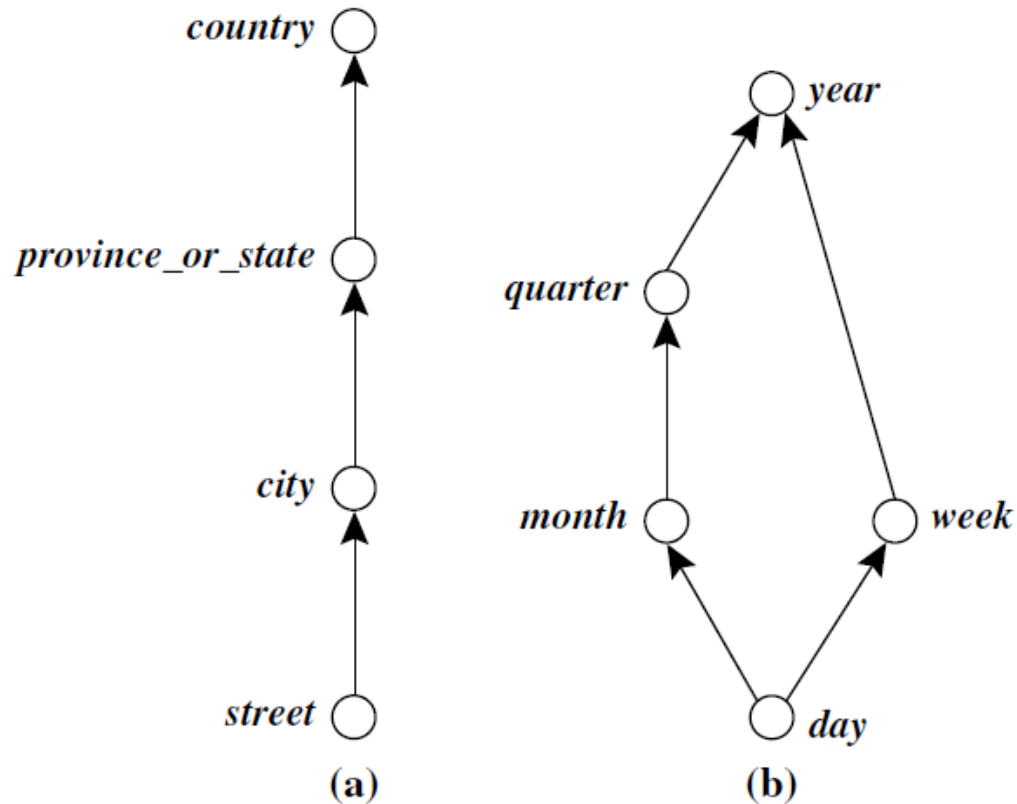 country
province_or_state
city
street
(a)
year
quarter
month
week
day
(b)